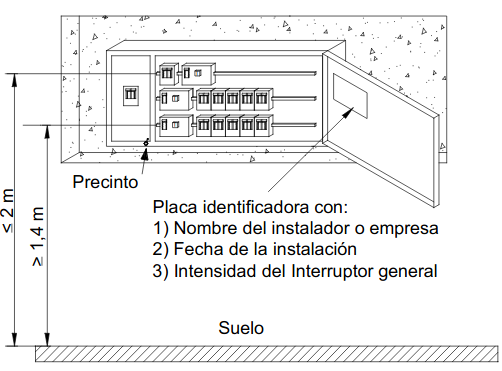 Precinto
Placa identificadora con:
1) Nombre del instalador o empresa
2) Fecha de la instalación
3) Intensidad del Interruptor general
≤ 2 m
≥ 1,4 m
Suelo